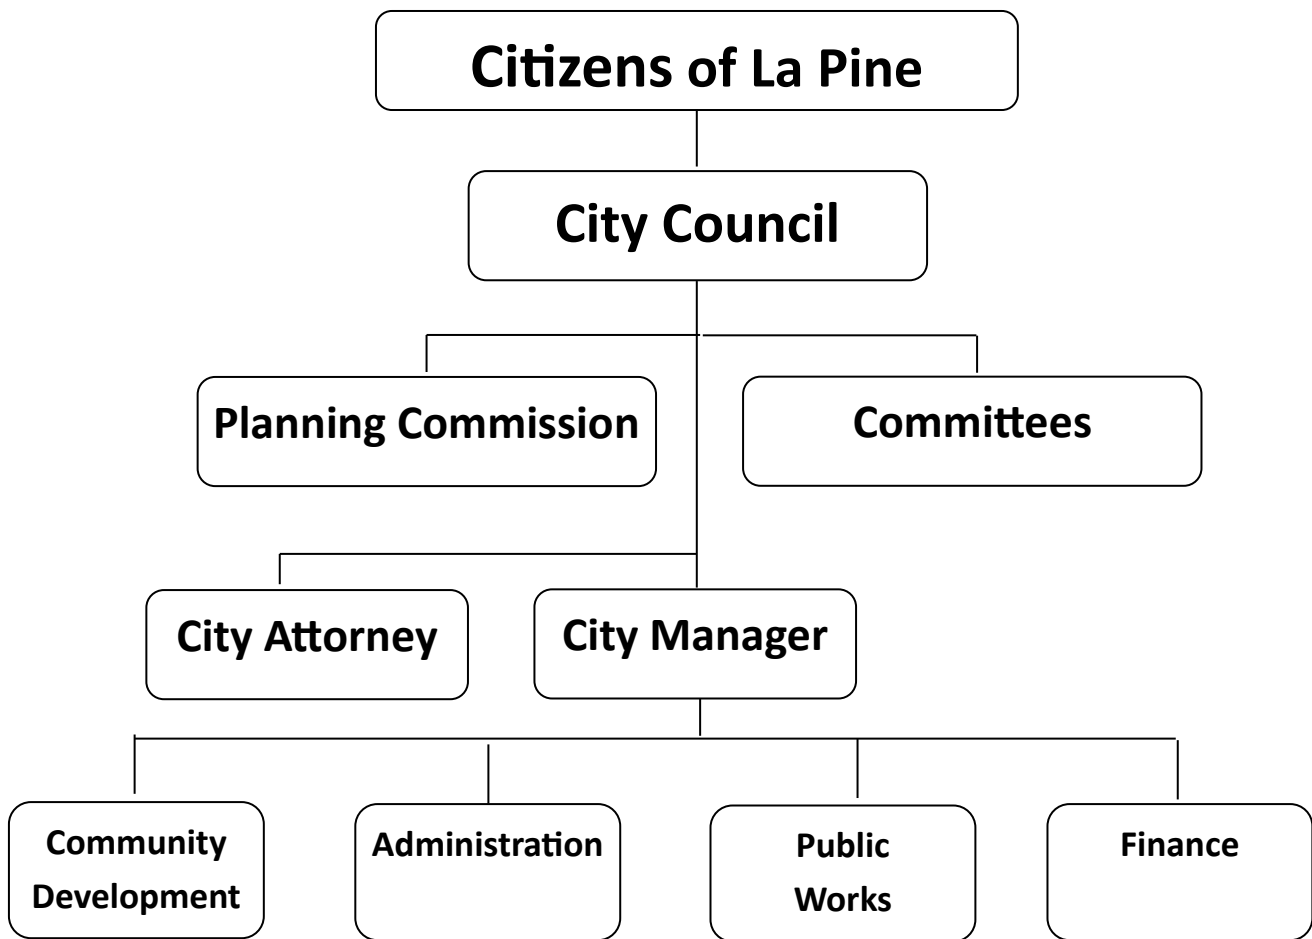 Citizens of La Pine
City Council
Planning Commission
Committees
City Attorney
City Manager
Community
Development
Administration
Public
Works
Finance